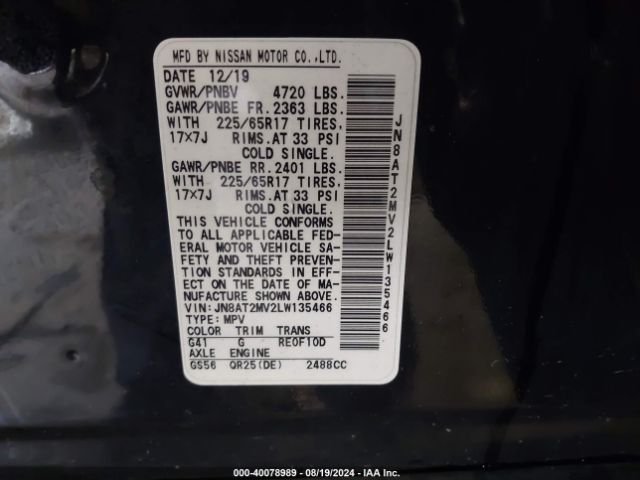 MFD BY NISSAN MOTOR CO.,LTD.
DATE 12/19
GVWR/PNBV 4720 LBS.
GAWR/PNBE FR. 2363 LBS.
WITH 225/65R17 TIRES.
17×7J RIMS.AT 33 PSI
COLD SINGLE.
GAWR/PNBE RR. 2401 LBS.
WITH 225/65R17 TIRES.
17×7J RIMS.AT 33 PSI
COLD SINGLE.
THIS VEHICLE CONFORMS
TO ALL APPLICABLE FED-
ERAL MOTOR VEHICLE SA-
FETY AND THEFT PREVEN-
TION STANDARDS IN EFF-
ECT ON THE DATE OF MA-
NUFACTURE SHOWN ABOVE.
VIN: JN8AT2MV2LW135466
TYPE: MPV
COLOR TRIM TRANS
G41 G RE0F10D
AXLE ENGINE
GS56 QR25(DE) 2488CC
JN8AT2MV2LW135466
000-40078989 - 08/19/2024 - IAA Inc.